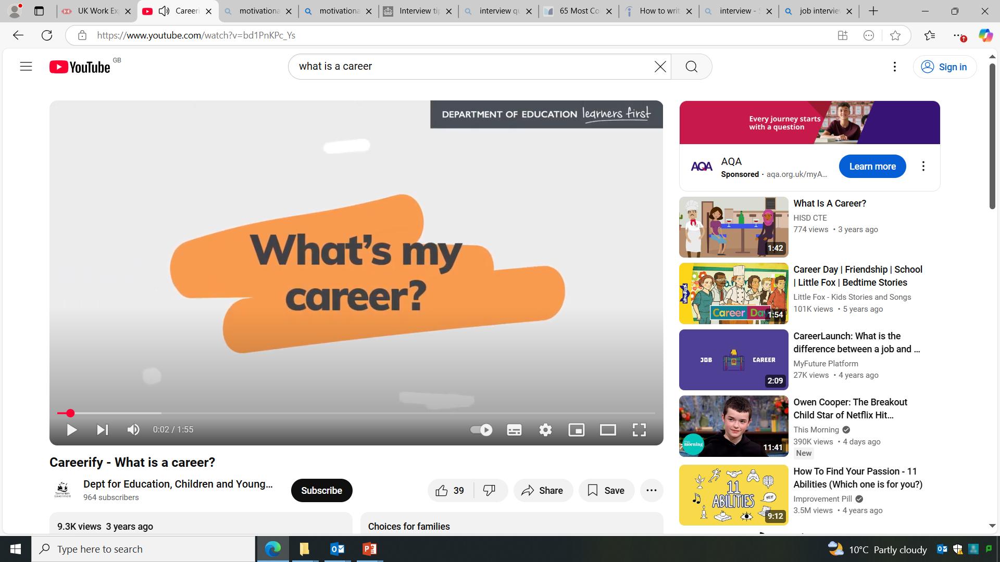 UK Work Ex
Careeri
motivationa
motivationa
Interview ti
interview q
65 Most Co
How to writ
interview -
job intervie
https://www.youtube.com/watch?v=bd1PnKPc_Ys
YouTube GB
what is a career
Sign in
DEPARTMENT OF EDUCATION learners first
What's my
career?
0:02 / 1:55
Careerify - What is a career?
Dept for Education, Children and Young...
964 subscribers
Subscribe
39
Share
Save
9.3K views 3 years ago
Choices for families
Every journey starts
with a question
AQA
AQA
Sponsored · aqa.org.uk/myA...
Learn more
1:42
What Is A Career?
HISD CTE
774 views • 3 years ago
Career Da
1:54
Career Day | Friendship | School
| Little Fox | Bedtime Stories
Little Fox - Kids Stories and Songs
101K views • 5 years ago
JOB CAREER
2:09
CareerLaunch: What is the
difference between a job and ...
MyFuture Platform
27K views • 4 years ago
this morning
11:41
Owen Cooper: The Breakout
Child Star of Netflix Hit...
This Morning
390K views • 4 days ago
New
11
ABILITIES
HEY!
9:12
How To Find Your Passion - 11
Abilities (Which one is for you?)
Improvement Pill
3.5M views • 4 years ago
Type here to search
10°C Partly cloudy